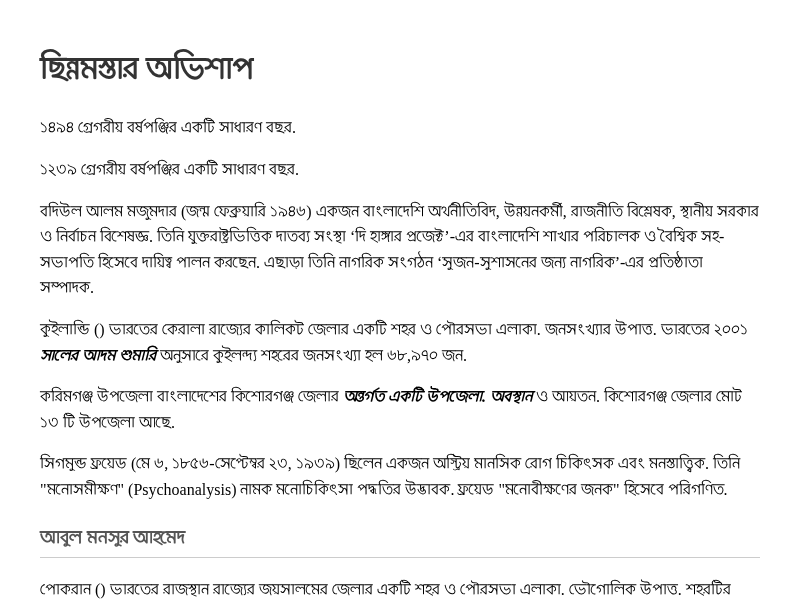 ছিন্নমস্তার অভিশাপ
১৪৯৪ গ্রেগরীয় বর্ষপঞ্জির একটি সাধারণ বছর.
১২৩৯ গ্রেগরীয় বর্ষপঞ্জির একটি সাধারণ বছর.
বদিউল আলম মজুমদার (জন্ম ফেব্রুয়ারি ১৯৪৬) একজন বাংলাদেশি অর্থনীতিবিদ, উন্নয়নকর্মী, রাজনীতি বিশ্লেষক, স্থানীয় সরকার
ও নির্বাচন বিশেষজ্ঞ. তিনি যুক্তরাষ্ট্রভিত্তিক দাতব্য সংস্থা ‘দি হাঙ্গার প্রজেক্ট’-এর বাংলাদেশি শাখার পরিচালক ও বৈশ্বিক সহ-
সভাপতি হিসেবে দায়িত্ব পালন করছেন. এছাড়া তিনি নাগরিক সংগঠন ‘সুজন-সুশাসনের জন্য নাগরিক’-এর প্রতিষ্ঠাতা
সম্পাদক.
কুইলান্ডি () ভারতের কেরালা রাজ্যের কালিকট জেলার একটি শহর ও পৌরসভা এলাকা. জনসংখ্যার উপাত্ত. ভারতের ২০০১
সালের আদম শুমারি অনুসারে কুইলন্দ্য শহরের জনসংখ্যা হল ৬৮,৯৭০ জন.
করিমগঞ্জ উপজেলা বাংলাদেশের কিশোরগঞ্জ জেলার অন্তর্গত একটি উপজেলা. অবস্থান ও আয়তন. কিশোরগঞ্জ জেলার মোট
১৩ টি উপজেলা আছে.
সিগমুন্ড ফ্রয়েড (মে ৬, ১৮৫৬-সেপ্টেম্বর ২৩, ১৯৩৯) ছিলেন একজন অস্ট্রিয় মানসিক রোগ চিকিৎসক এবং মনস্তাত্ত্বিক. তিনি
"মনোসমীক্ষণ" (Psychoanalysis) নামক মনোচিকিৎসা পদ্ধতির উদ্ভাবক. ফ্রয়েড "মনোবীক্ষণের জনক" হিসেবে পরিগণিত.
আবুল মনসুর আহমেদ
পোকরান () ভারতের রাজস্থান রাজ্যের জয়সালমের জেলার একটি শহর ও পৌরসভা এলাকা. ভৌগোলিক উপাত্ত. শহরটির